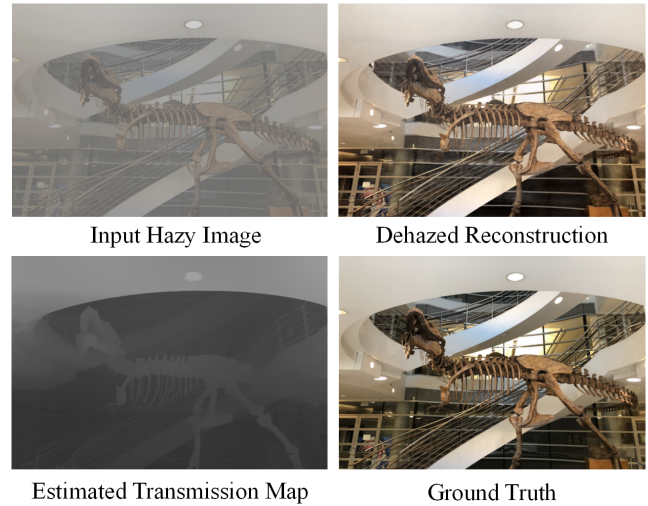 Input Hazy Image
Dehazed Reconstruction
Estimated Transmission Map
Ground Truth